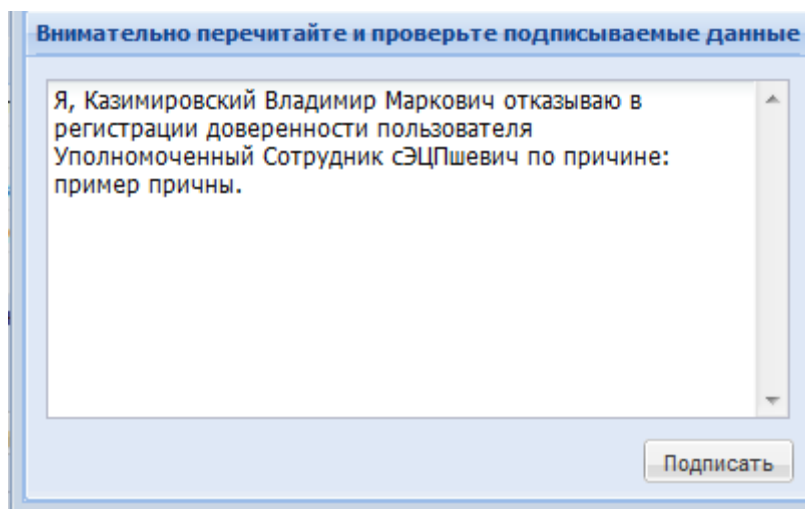 Внимательно перечитайте и проверьте подписываемые данные
Я, Казимировский Владимир Маркович отказываю в
регистрации доверенности пользователя
Уполномоченный Сотрудник сЭЦПшевич по причине:
пример причны.
Подписать